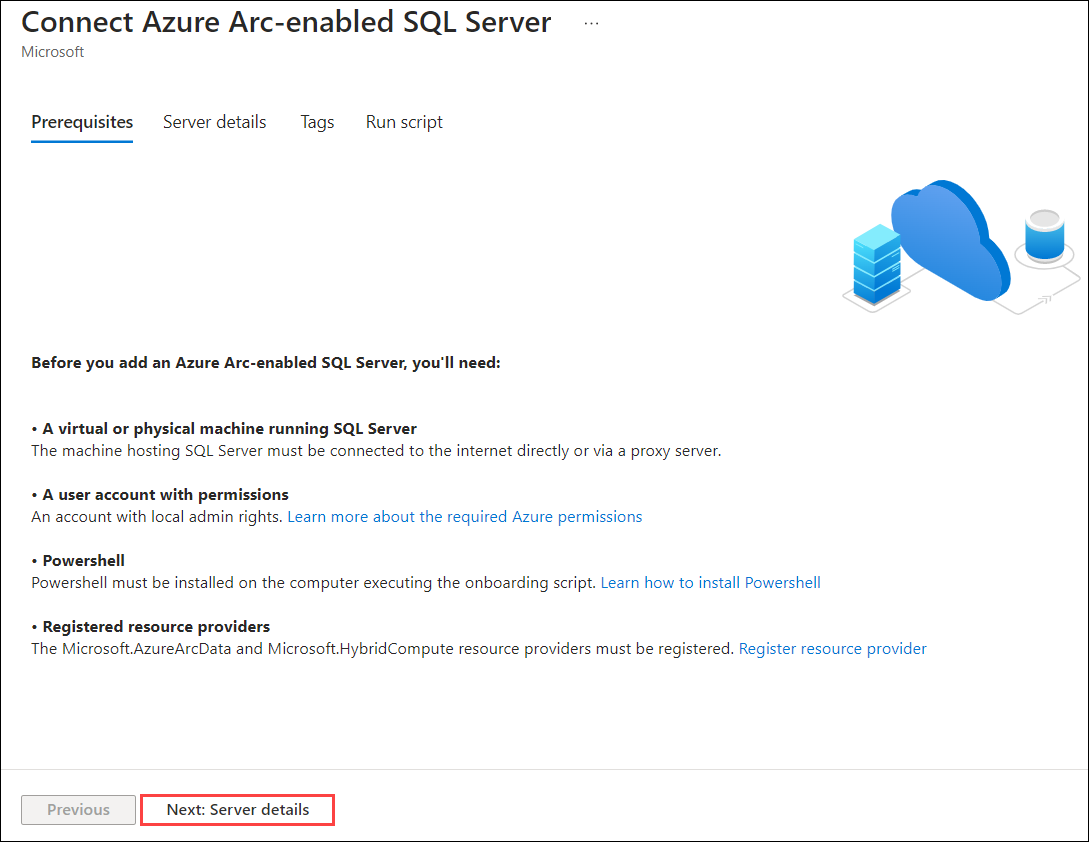 Connect Azure Arc-enabled SQL Server ...
Microsoft
Prerequisites Server details Tags Run script
Before you add an Azure Arc-enabled SQL Server, you'll need:
• A virtual or physical machine running SQL Server
The machine hosting SQL Server must be connected to the internet directly or via a proxy server.
• A user account with permissions
An account with local admin rights. Learn more about the required Azure permissions
• Powershell
Powershell must be installed on the computer executing the onboarding script. Learn how to install Powershell
• Registered resource providers
The Microsoft.AzureArcData and Microsoft.HybridCompute resource providers must be registered. Register resource provider
Previous Next: Server details